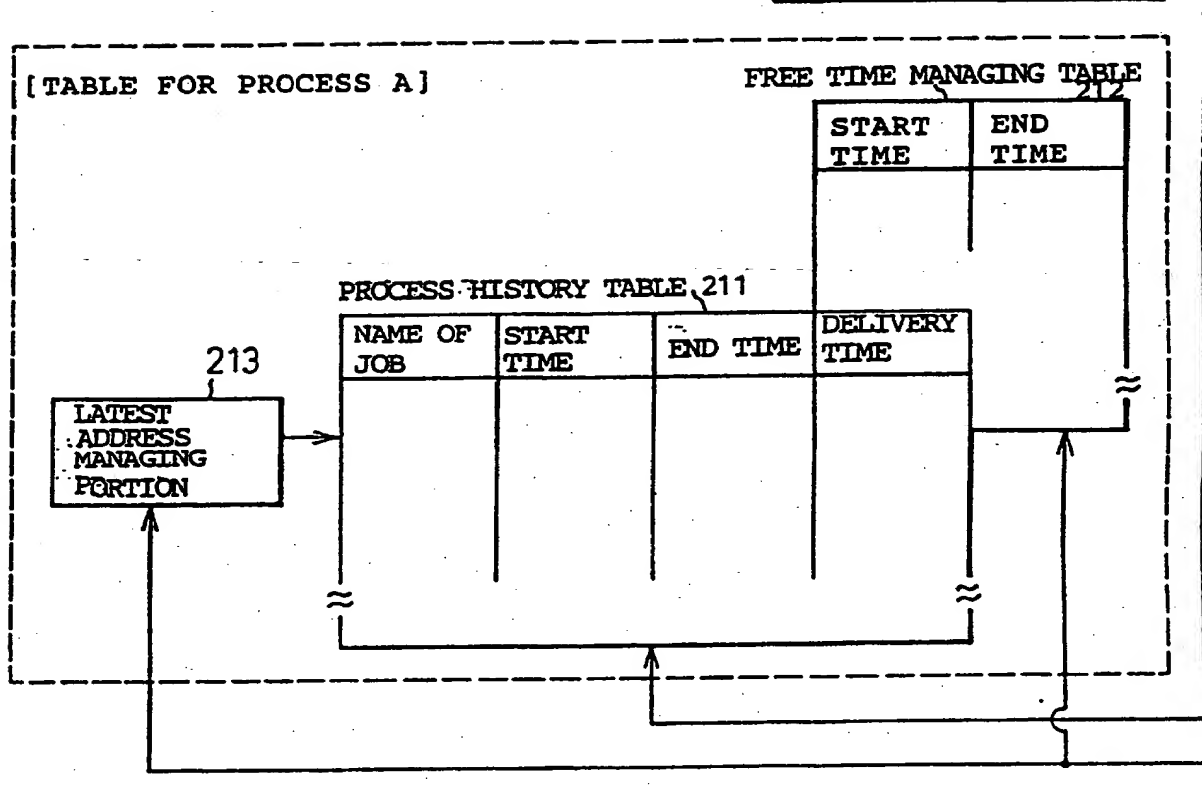 [TABLE FOR PROCESS A]
FREE TIME MANAGING TABLE
212
START
TIME
END
TIME
PROCESS HISTORY TABLE 211
NAME OF
JOB
START
TIME
END TIME
DELIVERY
TIME
213
LATEST
ADDRESS
MANAGING
PORTION